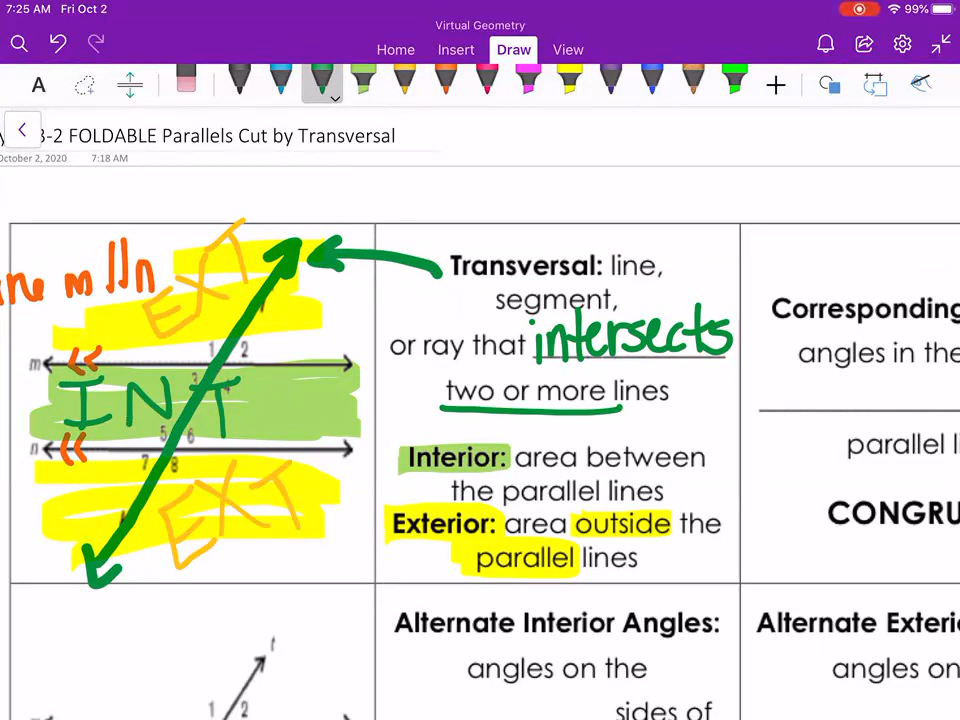 7:25 AM Fri Oct 2
99%
Virtual Geometry
Home Insert Draw View
A
3-2 FOLDABLE Parallels Cut by Transversal
October 2, 2020 7:18 AM
m || n
EXT
1 2
m
3 4
INT
5 6
n
7 8
EXT
Transversal: line,
segment,
or ray that intersects
two or more lines
Interior: area between
the parallel lines
Exterior: area outside the
parallel lines
Corresponding
angles in the
parallel li
CONGRU
t
1 2
Alternate Interior Angles:
angles on the
sides of
Alternate Exterio
angles on